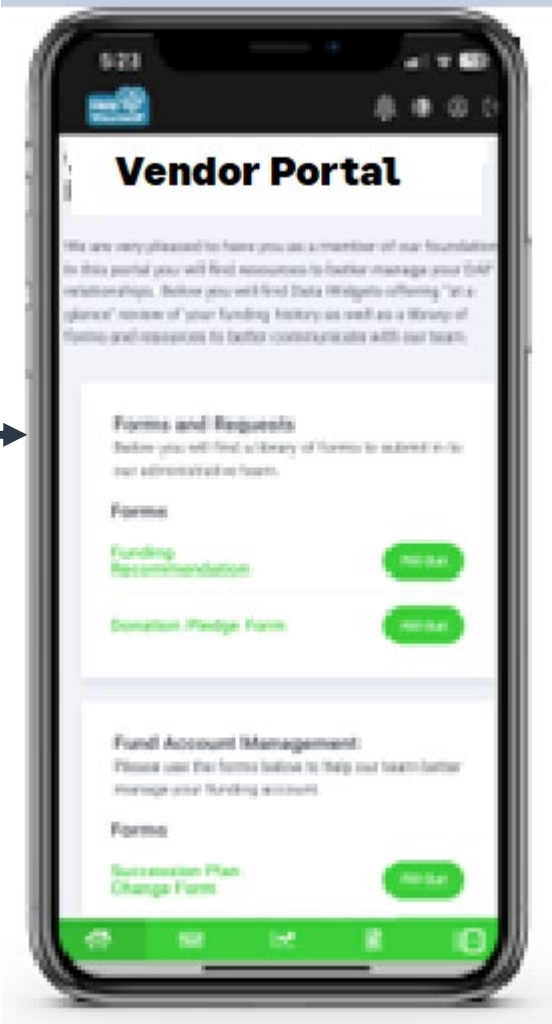 5:23
Vendor Portal
We are very pleased to have you as a member of our foundation
In this portal you will find resources to better manage your DAF
relationships. Below you will find Data Widgets offering "at a
glance" review of your funding history as well as a library of
forms and resources to better communicate with our team.
Forms and Requests
Below you will find a library of forms to submit in to
our administrative team.
Forms
Funding
Recommendation
Fill Out
Donation Pledge Form
Fill Out
Fund Account Management
Please use the forms below to help our team better
manage your funding account
Forms
Succession Plan
Change Form
Fill Out